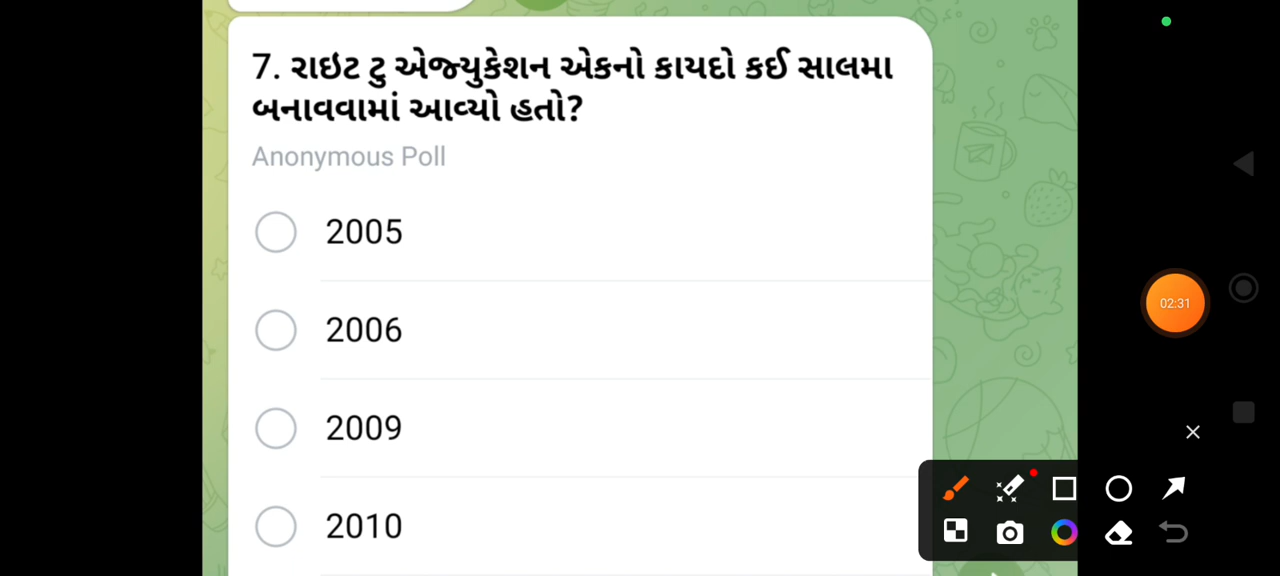 7. રાઇટ ટુ એજ્યુકેશન એકનો કાયદો કઈ સાલમા
બનાવવામાં આવ્યો હતો?
Anonymous Poll
2005
2006
2009
2010
02:31